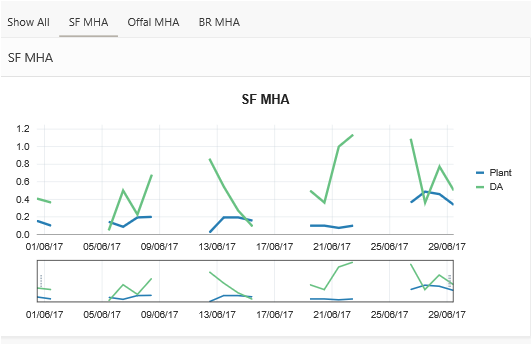 Show All SF MHA Offal MHA BR MHA
SF MHA
SF MHA
1.2
1.0
0.8
0.6
0.4
0.2
0.0
Plant
DA
01/06/17 05/06/17 09/06/17 13/06/17 17/06/17 21/06/17 25/06/17 29/06/17
01/06/17 05/06/17 09/06/17 13/06/17 17/06/17 21/06/17 25/06/17 29/06/17